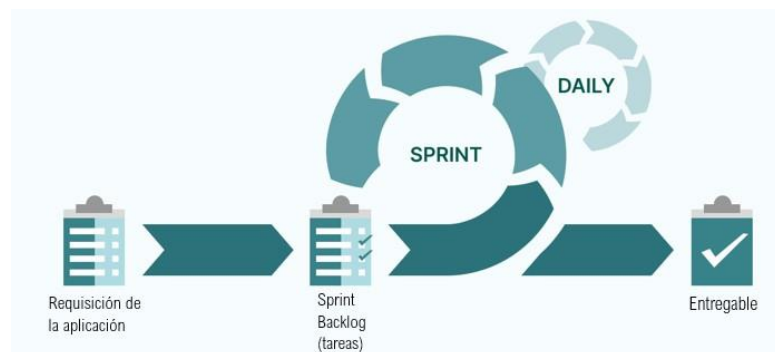 DAILY
SPRINT
Requisición de
la aplicación
Sprint
Backlog
(tareas)
Entregable